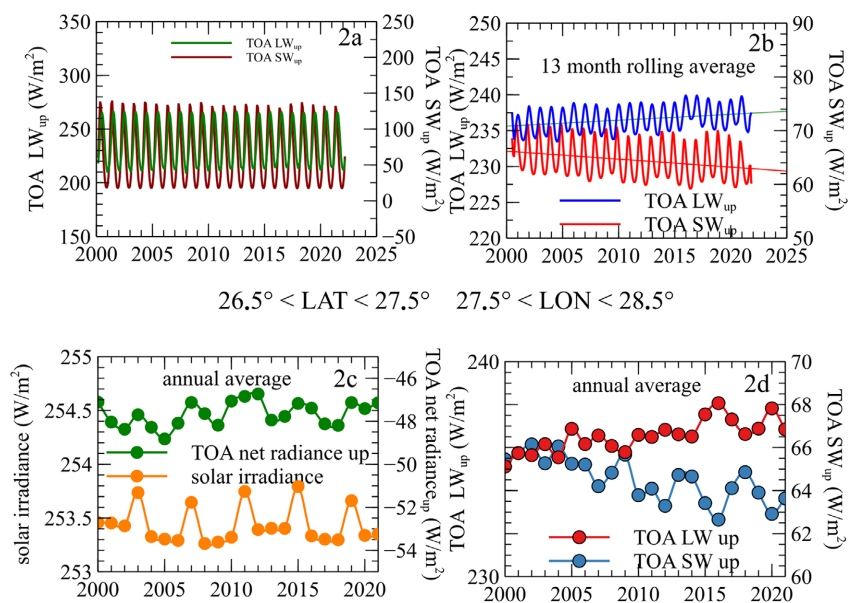 350
300
250
200
150
TOA LWup (W/m²)
2a
TOA LWup
TOA SWup
250
200
150
100
50
0
−50
TOA SWup (W/m²)
2000 2005 2010 2015 2020 2025
250
245
240
235
230
225
220
TOA LWup (W/m²)
2b
13 month rolling average
TOA LWup
TOA SWup
90
80
70
60
50
TOA SWup (W/m²)
2000 2005 2010 2015 2020 2025
26.5° < LAT < 27.5° 27.5° < LON < 28.5°
255
254.5
254
253.5
253
solar irradiance (W/m²)
annual average 2c
TOA net radiance up
solar irradiance
−46
−48
−50
−52
−54
TOA net radianceup (W/m²)
2000 2005 2010 2015 2020
240
230
TOA LWup (W/m²)
annual average 2d
TOA LW up
TOA SW up
70
68
66
64
62
60
TOA SWup (W/m²)
2000 2005 2010 2015 2020